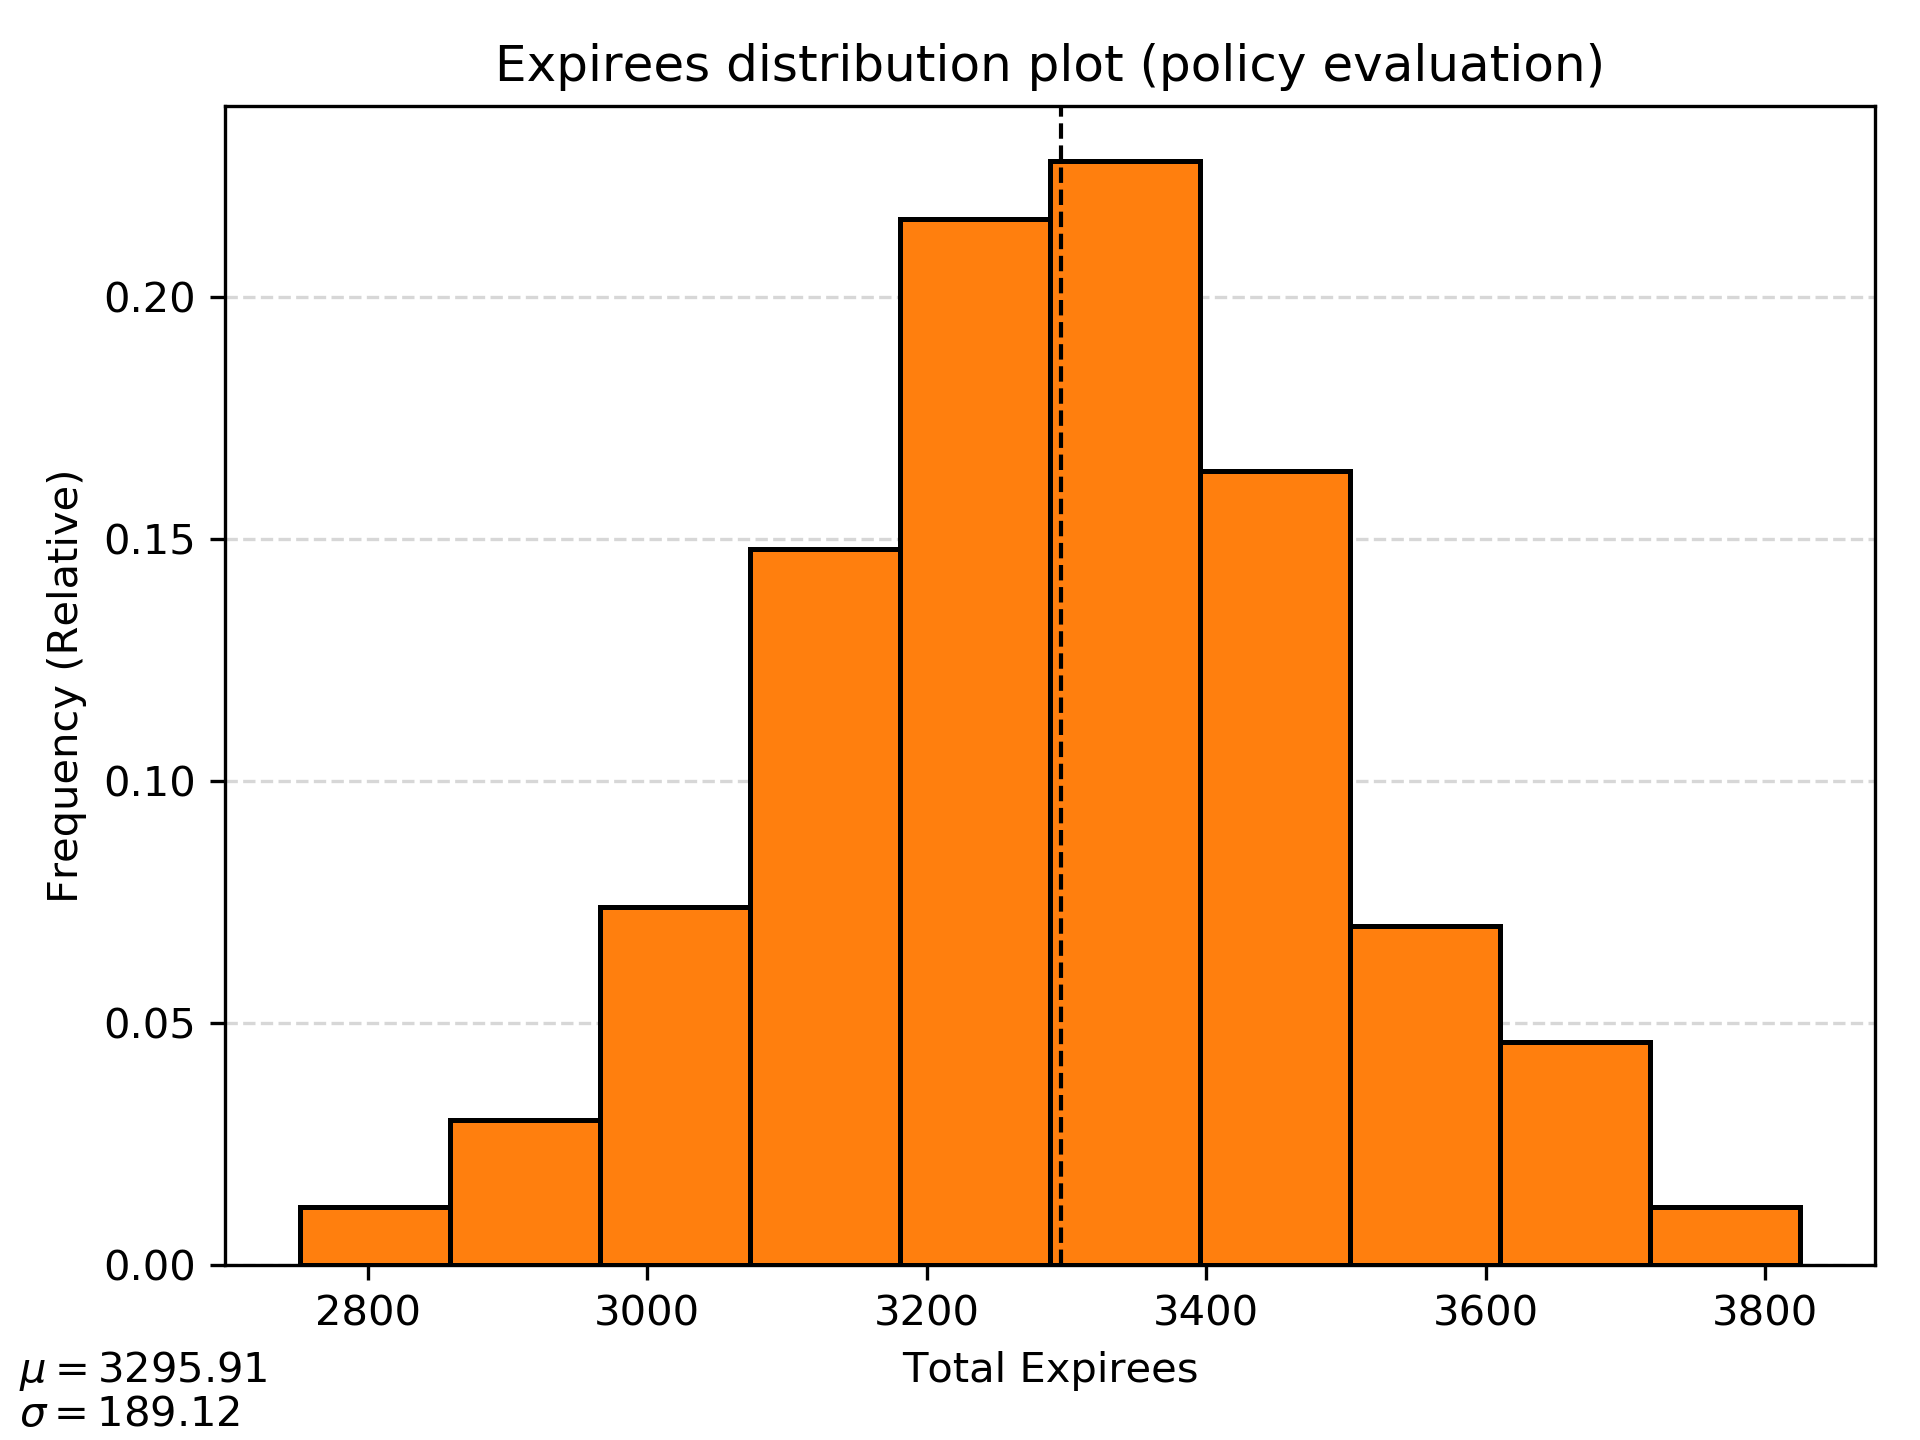 Expirees distribution plot (policy evaluation)
Frequency (Relative)
0.20
0.15
0.10
0.05
0.00
2800 3000 3200 3400 3600 3800
Total Expirees
μ = 3295.91
σ = 189.12